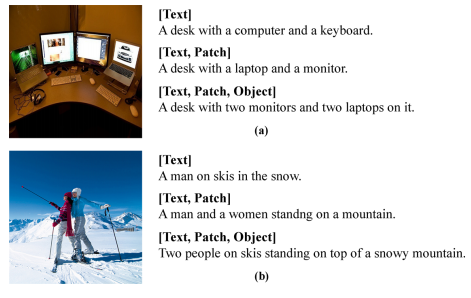 [Text]
A desk with a computer and a keyboard.
[Text, Patch]
A desk with a laptop and a monitor.
[Text, Patch, Object]
A desk with two monitors and two laptops on it.
(a)
[Text]
A man on skis in the snow.
[Text, Patch]
A man and a women standng on a mountain.
[Text, Patch, Object]
Two people on skis standing on top of a snowy mountain.
(b)